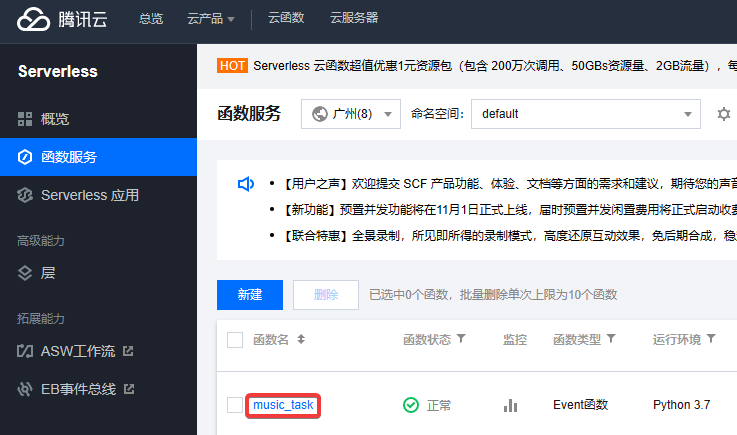 腾讯云 总览 云产品 云函数 云服务器
Serverless
概览
函数服务
Serverless 应用
高级能力
层
拓展能力
ASW工作流
EB事件总线
HOT Serverless 云函数超值优惠1元资源包（包含 200万次调用、50GBs资源量、2GB流量），每
函数服务 广州(8) 命名空间： default
【用户之声】欢迎提交 SCF 产品功能、体验、文档等方面的需求和建议，期待您的声音
【新功能】预置并发功能将在11月1日正式上线，届时预置并发闲置费用将正式启动收费
【联合特惠】全景录制，所见即所得的录制模式，高度还原互动效果，免后期合成，稳
新建 删除 已选中0个函数，批量删除单次上限为10个函数
函数名 函数状态 监控 函数类型 运行环境
music_task 正常 Event函数 Python 3.7